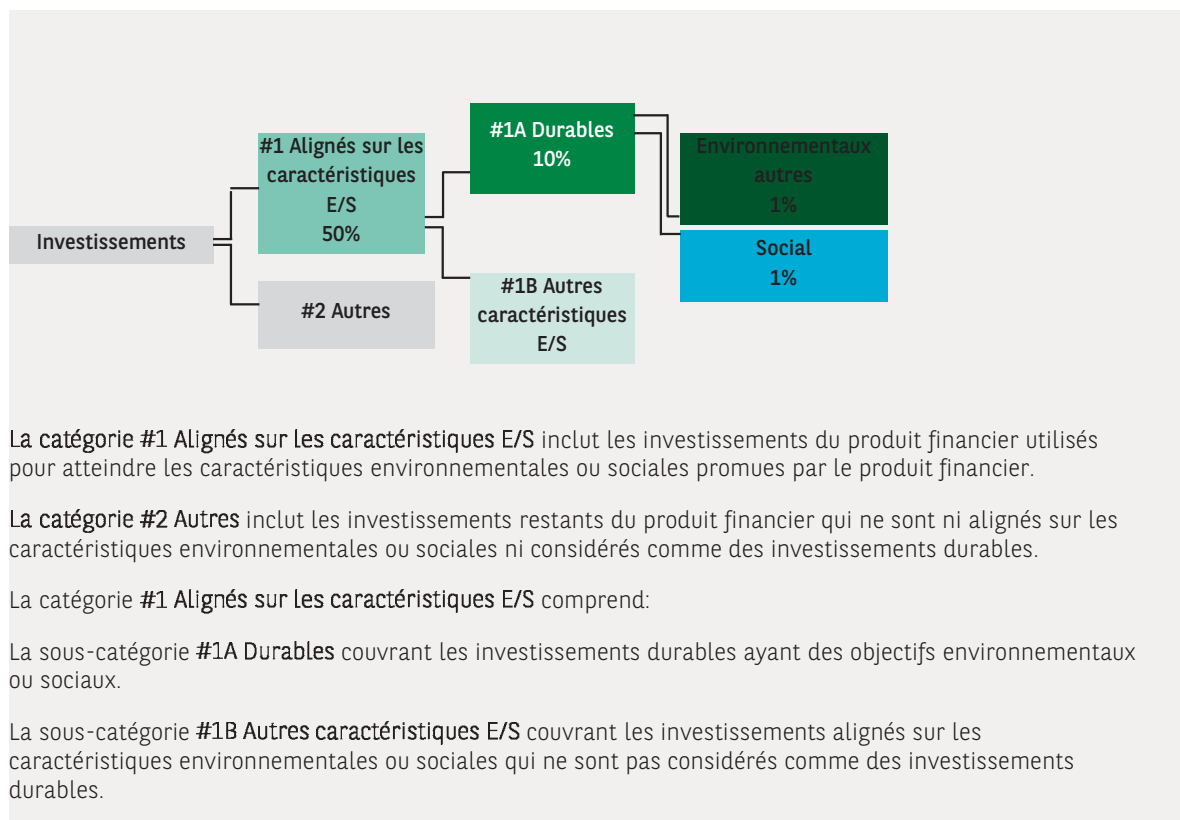 #1A Durables
10%
#1 Alignés sur les
caractéristiques
E/S
50%
Environnementaux
autres
1%
Investissements
Social
1%
#2 Autres
#1B Autres
caractéristiques
E/S
La catégorie #1 Alignés sur les caractéristiques E/S inclut les investissements du produit financier utilisés
pour atteindre les caractéristiques environnementales ou sociales promues par le produit financier.
La catégorie #2 Autres inclut les investissements restants du produit financier qui ne sont ni alignés sur les
caractéristiques environnementales ou sociales ni considérés comme des investissements durables.
La catégorie #1 Alignés sur les caractéristiques E/S comprend:
La sous-catégorie #1A Durables couvrant les investissements durables ayant des objectifs environnementaux
ou sociaux.
La sous-catégorie #1B Autres caractéristiques E/S couvrant les investissements alignés sur les
caractéristiques environnementales ou sociales qui ne sont pas considérés comme des investissements
durables.